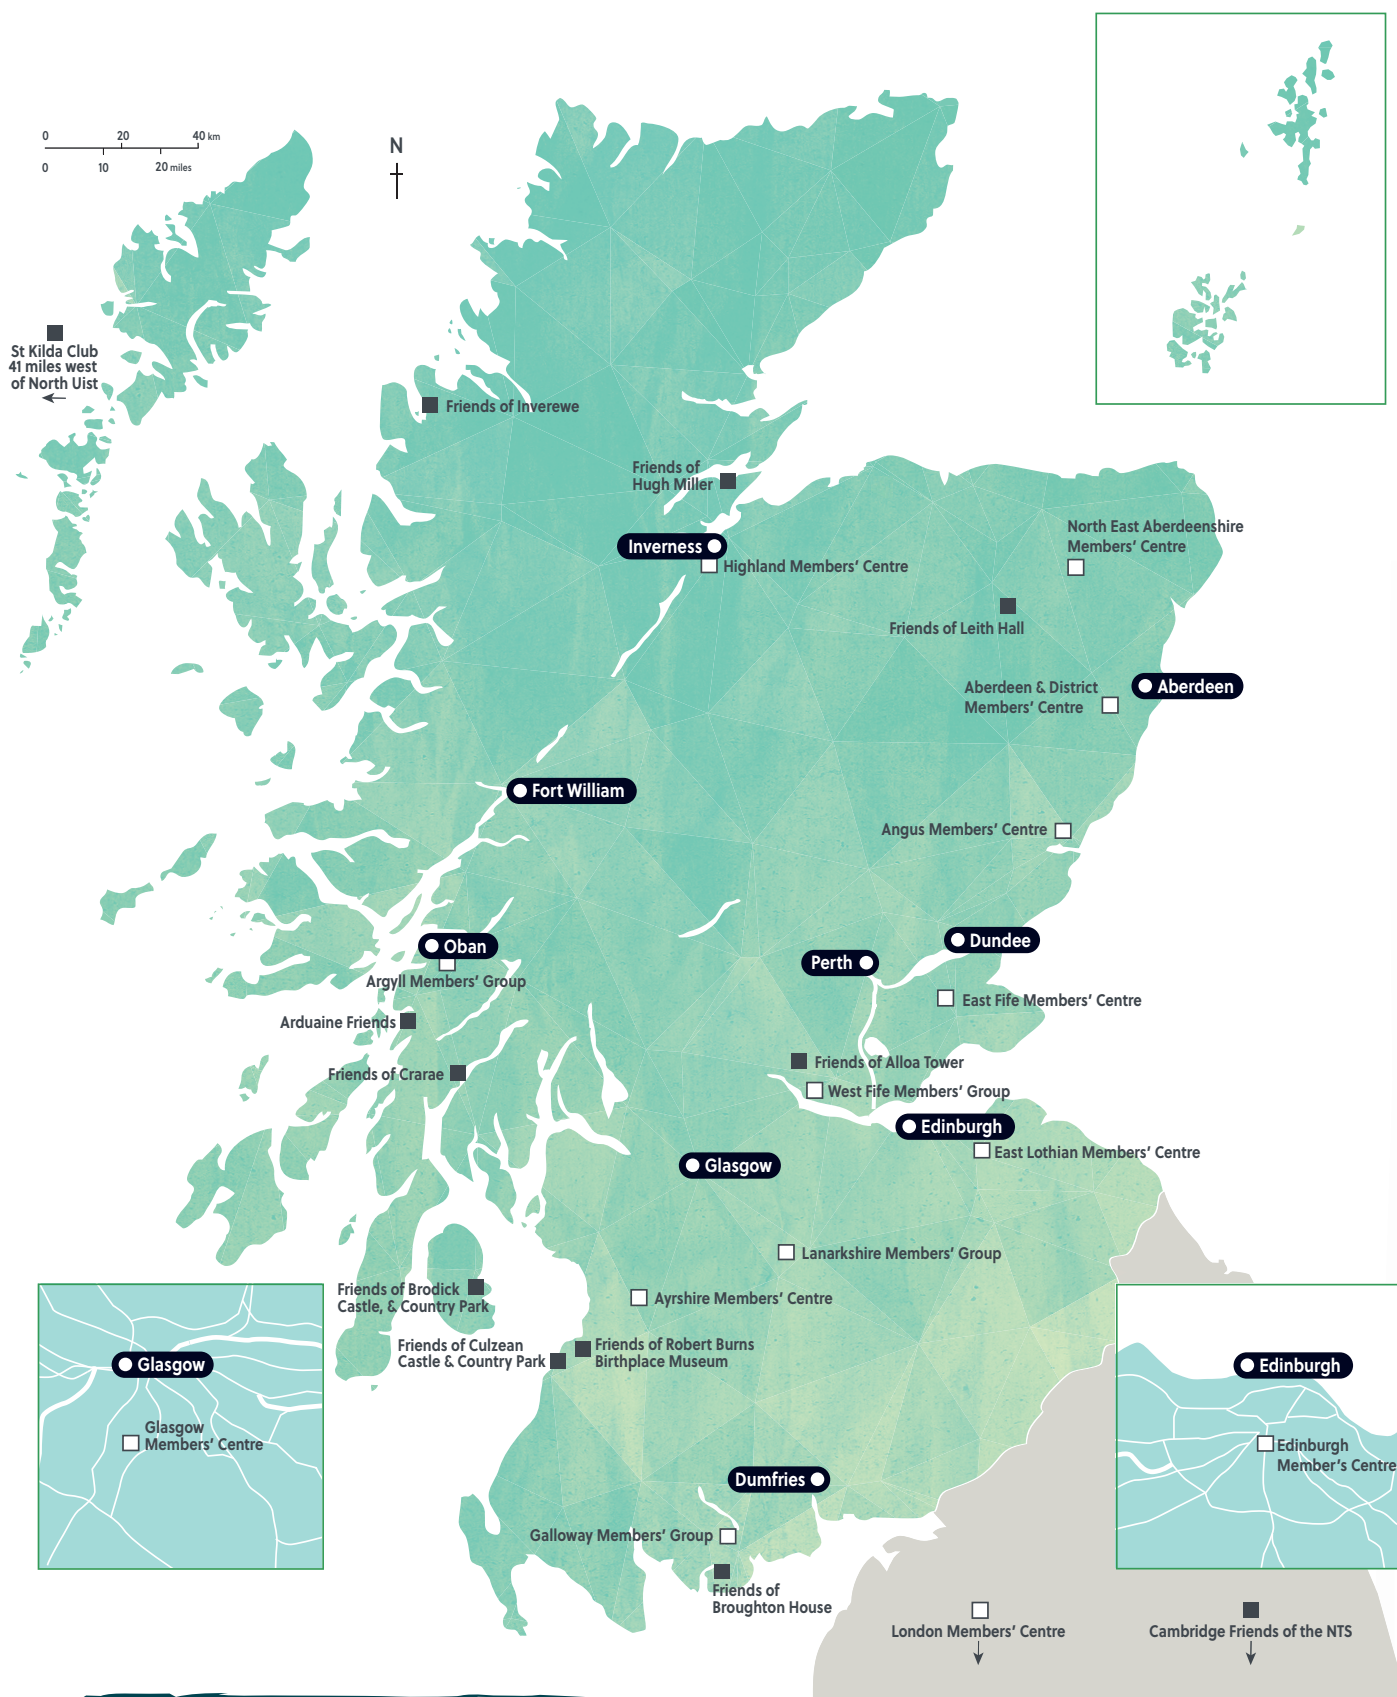 0 20 40 km
0 10 20 miles
N
St Kilda Club
41 miles west
of North Uist
Friends of Inverewe
Friends of
Hugh Miller
Inverness
Highland Members' Centre
North East Aberdeenshire
Members' Centre
Friends of Leith Hall
Aberdeen & District
Members' Centre
Aberdeen
Fort William
Angus Members' Centre
Oban
Argyll Members' Group
Dundee
Perth
East Fife Members' Centre
Arduaine Friends
Friends of Crarae
Friends of Alloa Tower
West Fife Members' Group
Edinburgh
East Lothian Members' Centre
Glasgow
Lanarkshire Members' Group
Friends of Brodick
Castle, & Country Park
Ayrshire Members' Centre
Friends of Culzean
Castle & Country Park
Friends of Robert Burns
Birthplace Museum
Glasgow
Glasgow
Members' Centre
Edinburgh
Edinburgh
Member's Centre
Dumfries
Galloway Members' Group
Friends of
Broughton House
London Members' Centre
Cambridge Friends of the NTS